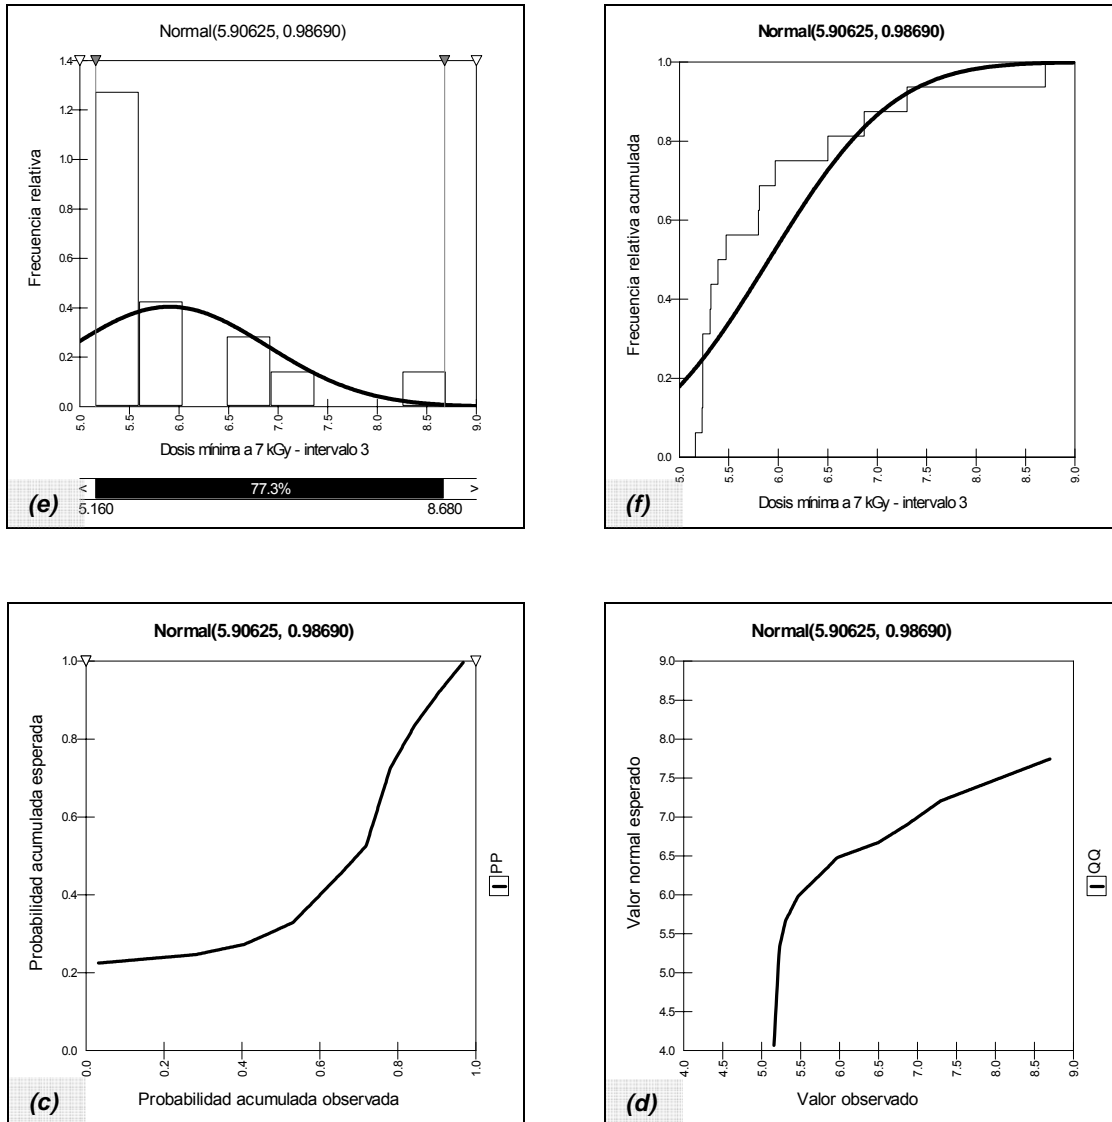 Normal(5.90625, 0.98690)
Frecuencia relativa
1.4
1.2
1.0
0.8
0.6
0.4
0.2
0.0
5.0 5.5 6.0 6.5 7.0 7.5 8.0 8.5 9.0
Dosis mínima a 7 kGy - intervalo 3
< 77.3% >
5.160 8.680
(e)
Normal(5.90625, 0.98690)
Frecuencia relativa acumulada
1.0
0.8
0.6
0.4
0.2
0.0
5.0 5.5 6.0 6.5 7.0 7.5 8.0 8.5 9.0
Dosis mínima a 7 kGy - intervalo 3
(f)
Normal(5.90625, 0.98690)
Probabilidad acumulada esperada
1.0
0.8
0.6
0.4
0.2
0.0
0.0 0.2 0.4 0.6 0.8 1.0
Probabilidad acumulada observada
PP
(c)
Normal(5.90625, 0.98690)
Valor normal esperado
9.0
8.5
8.0
7.5
7.0
6.5
6.0
5.5
5.0
4.5
4.0
4.0 4.5 5.0 5.5 6.0 6.5 7.0 7.5 8.0 8.5 9.0
Valor observado
QQ
(d)